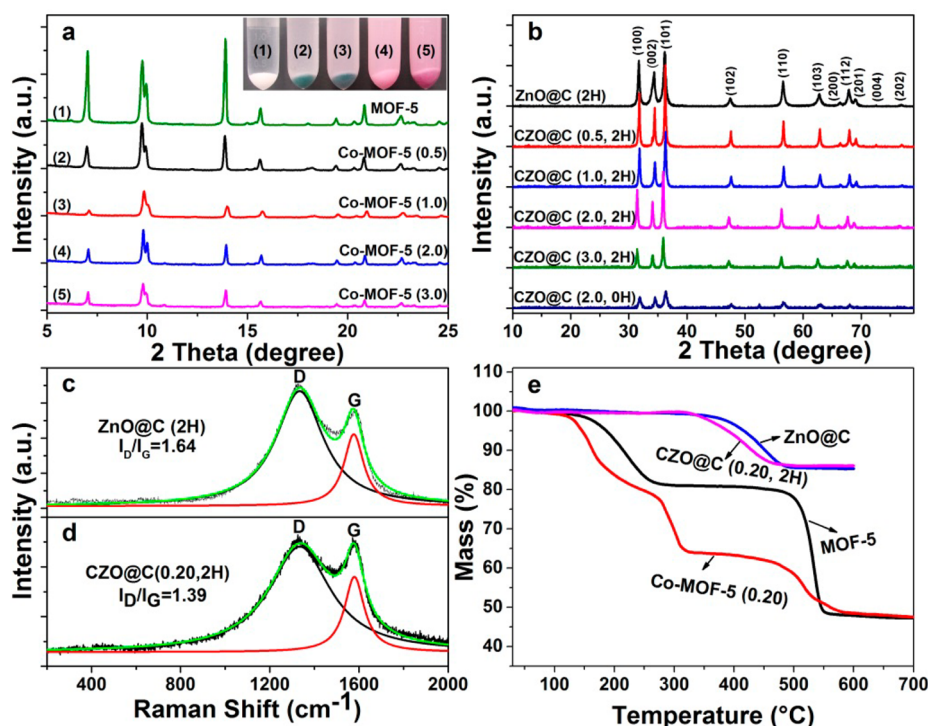 a
(1) (2) (3) (4) (5)
Intensity (a.u.)
(1) MOF-5
(2) Co-MOF-5 (0.5)
(3) Co-MOF-5 (1.0)
(4) Co-MOF-5 (2.0)
(5) Co-MOF-5 (3.0)
5 10 15 20 25
2 Theta (degree)
b
(100) (002) (101) (102) (110) (103) (200) (112) (201) (004) (202)
Intensity (a.u.)
ZnO@C (2H)
CZO@C (0.5, 2H)
CZO@C (1.0, 2H)
CZO@C (2.0, 2H)
CZO@C (3.0, 2H)
CZO@C (2.0, 0H)
10 20 30 40 50 60 70
2 Theta (degree)
c
D G
ZnO@C (2H)
ID/IG=1.64
Intensity (a.u.)
d
D G
CZO@C(0.20,2H)
ID/IG=1.39
400 800 1200 1600 2000
Raman Shift (cm-1)
e
110
100
90
80
70
60
50
40
Mass (%)
ZnO@C
CZO@C (0.20, 2H)
MOF-5
Co-MOF-5 (0.20)
100 200 300 400 500 600 700
Temperature (°C)